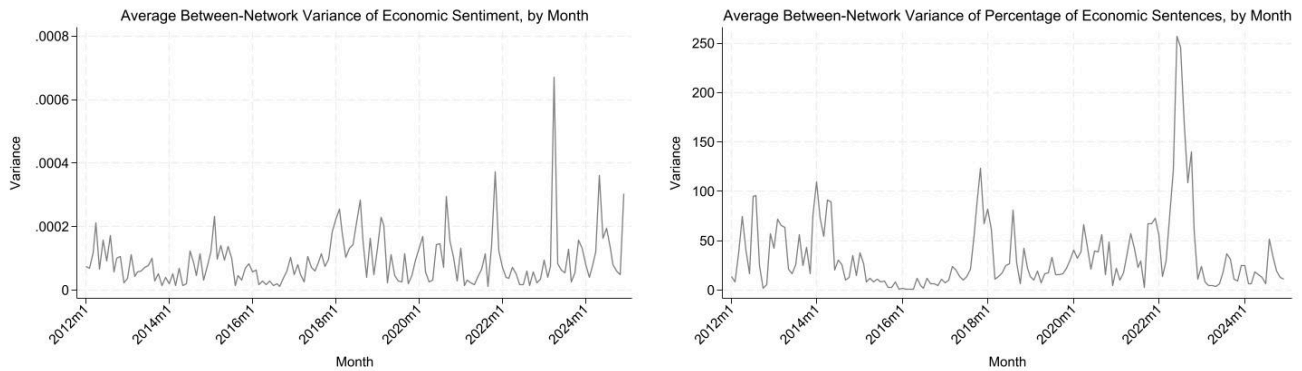 Average Between-Network Variance of Economic Sentiment, by Month
.0008
.0006
.0004
.0002
0
Variance
2012m1
2014m1
2016m1
2018m1
2020m1
2022m1
2024m1
Month
Average Between-Network Variance of Percentage of Economic Sentences, by Month
250
200
150
100
50
0
Variance
2012m1
2014m1
2016m1
2018m1
2020m1
2022m1
2024m1
Month